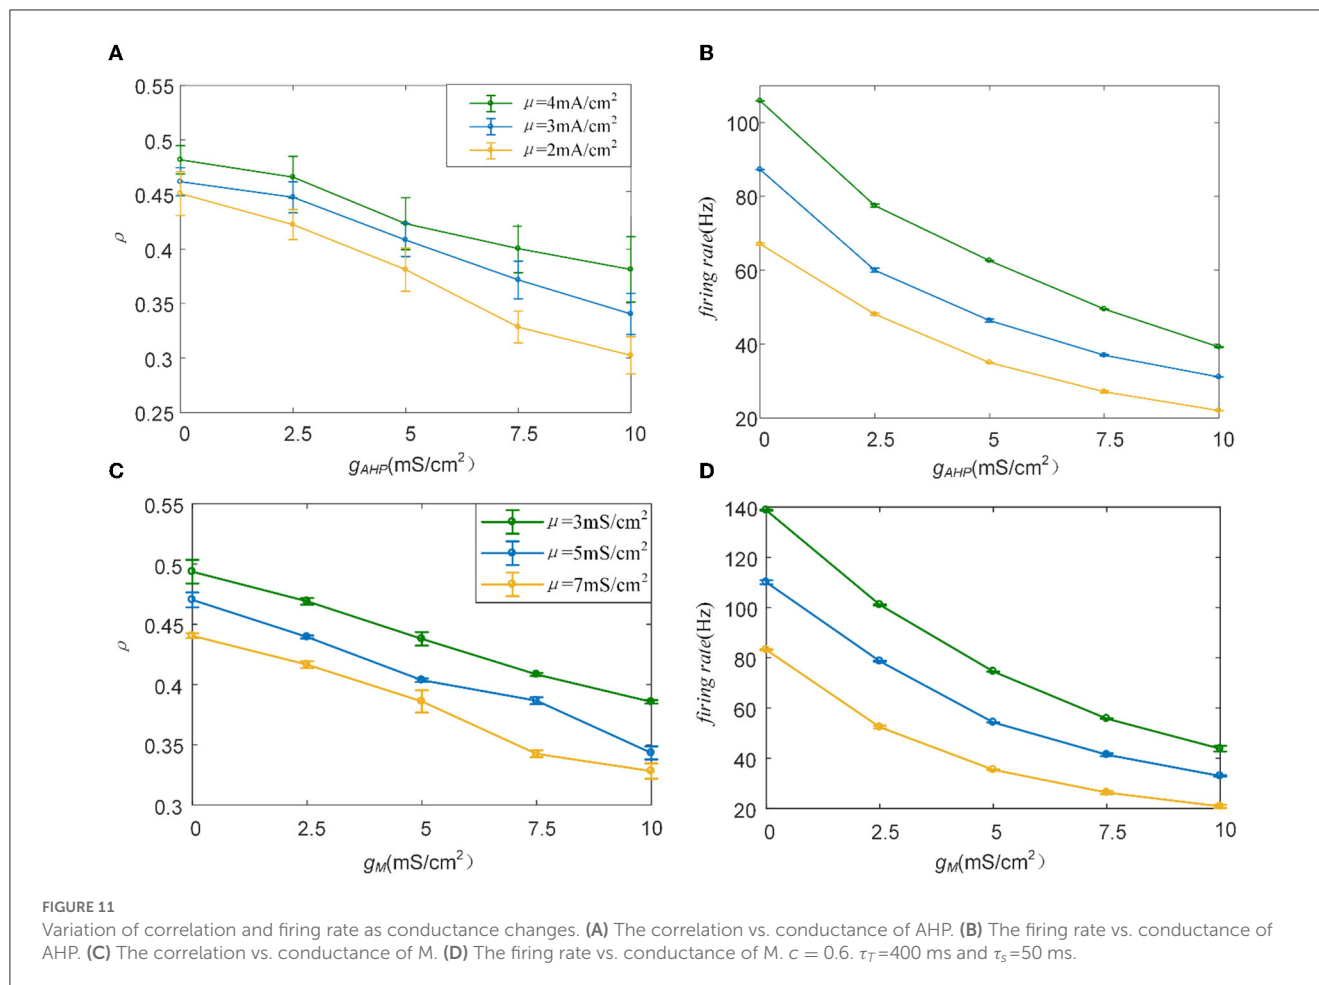 A
0.55
0.5
0.45
0.4
0.35
0.3
0.25
ρ
μ=4mA/cm²
μ=3mA/cm²
μ=2mA/cm²
0 2.5 5 7.5 10
g_AHP(mS/cm²)
B
100
80
60
40
20
firing rate(Hz)
0 2.5 5 7.5 10
g_AHP(mS/cm²)
C
0.55
0.5
0.45
0.4
0.35
0.3
ρ
μ=3mS/cm²
μ=5mS/cm²
μ=7mS/cm²
0 2.5 5 7.5 10
g_M(mS/cm²)
D
140
120
100
80
60
40
20
firing rate(Hz)
0 2.5 5 7.5 10
g_M(mS/cm²)
FIGURE 11
Variation of correlation and firing rate as conductance changes. (A) The correlation vs. conductance of AHP. (B) The firing rate vs. conductance of
AHP. (C) The correlation vs. conductance of M. (D) The firing rate vs. conductance of M. c = 0.6. τ_T=400 ms and τ_s=50 ms.